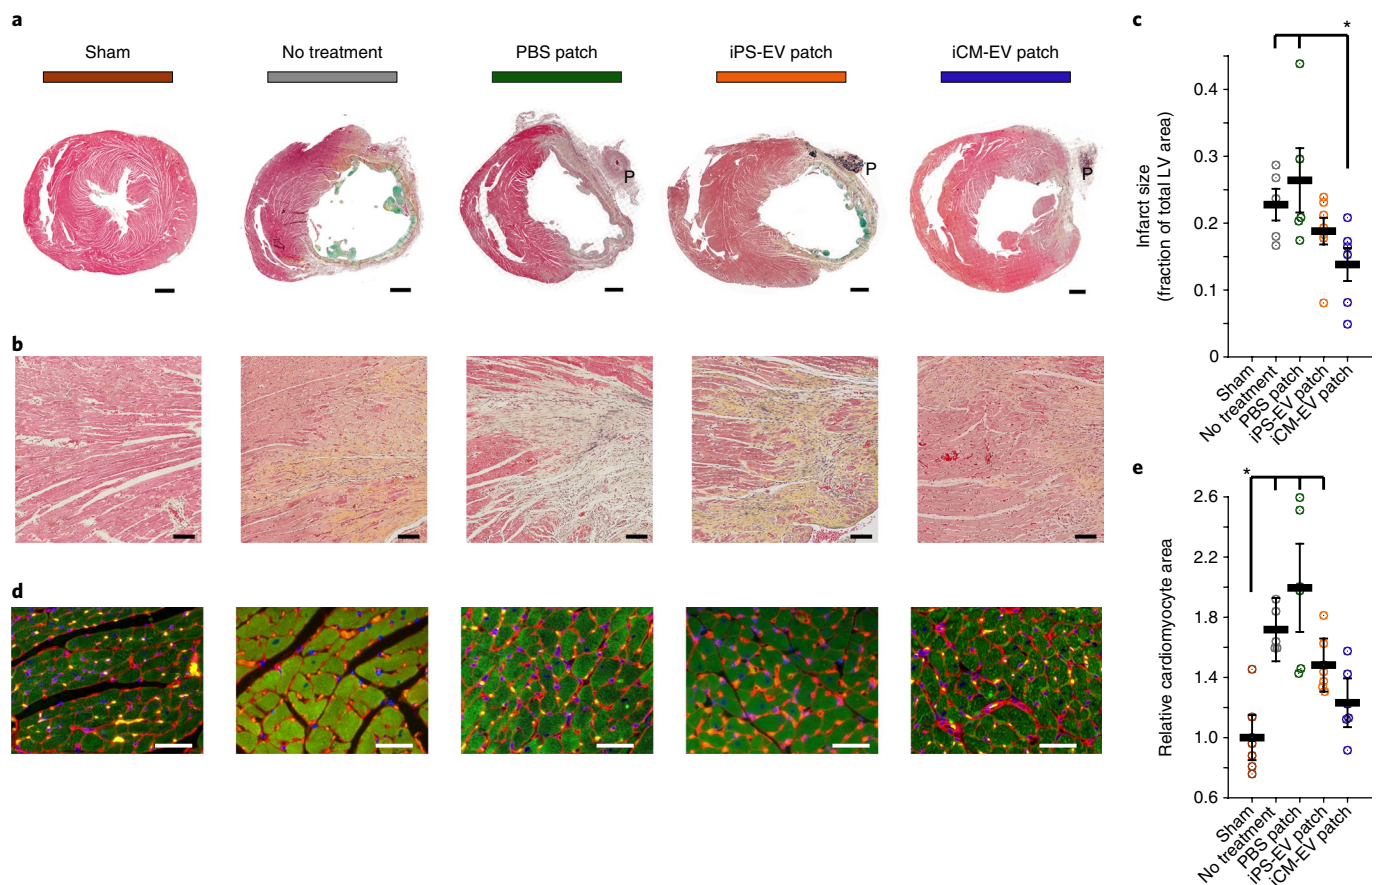 a
Sham
No treatment
PBS patch
iPS-EV patch
iCM-EV patch
P
P
P
b
d
c
*
Infarct size
(fraction of total LV area)
0.4
0.3
0.2
0.1
0
Sham
No treatment
PBS patch
iPS-EV patch
iCM-EV patch
e
*
Relative cardiomyocyte area
2.6
2.2
1.8
1.4
1.0
0.6
Sham
No treatment
PBS patch
iPS-EV patch
iCM-EV patch